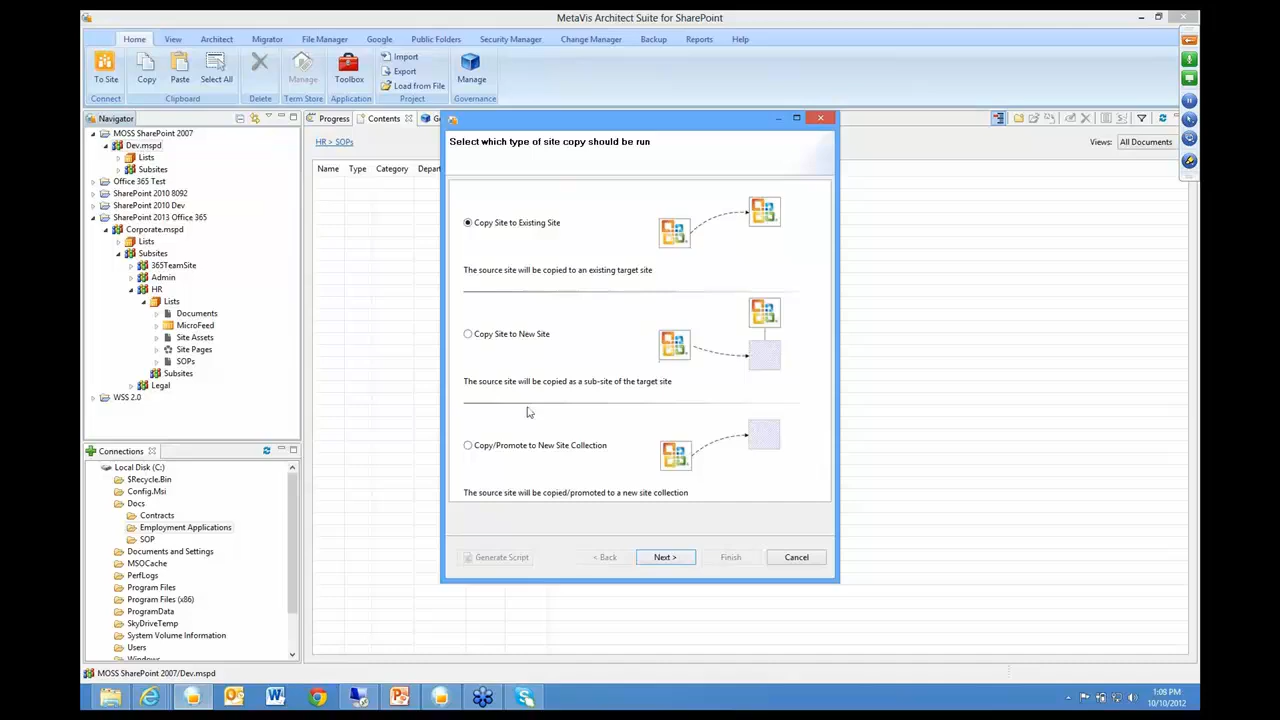 MetaVis Architect Suite for SharePoint
Home View Architect Migrator File Manager Google Public Folders Security Manager Change Manager Backup Reports Help
To Site Copy Paste Select All Manage Toolbox Import Export Load from File Manage
Connect Clipboard Delete Term Store Application Project Governance
Navigator
MOSS SharePoint 2007
Dev.mspd
Lists
Subsites
Office 365 Test
SharePoint 2010 8092
SharePoint 2010 Dev
SharePoint 2013 Office 365
Corporate.mspd
Lists
Subsites
365TeamSite
Admin
HR
Lists
Documents
MicroFeed
Site Assets
Site Pages
SOPs
Subsites
Legal
WSS 2.0
Connections
Local Disk (C:)
$Recycle.Bin
Config.Msi
Docs
Contracts
Employment Applications
SOP
Documents and Settings
MSOCache
PerfLogs
Program Files
Program Files (x86)
ProgramData
SkyDriveTemp
System Volume Information
Users
Windows
MOSS SharePoint 2007/Dev.mspd
Progress Contents
HR > SOPs
Views: All Documents
Name Type Category Depart
Select which type of site copy should be run
Copy Site to Existing Site
The source site will be copied to an existing target site
Copy Site to New Site
The source site will be copied as a sub-site of the target site
Copy/Promote to New Site Collection
The source site will be copied/promoted to a new site collection
Generate Script < Back Next > Finish Cancel
1:09 PM
10/10/2012